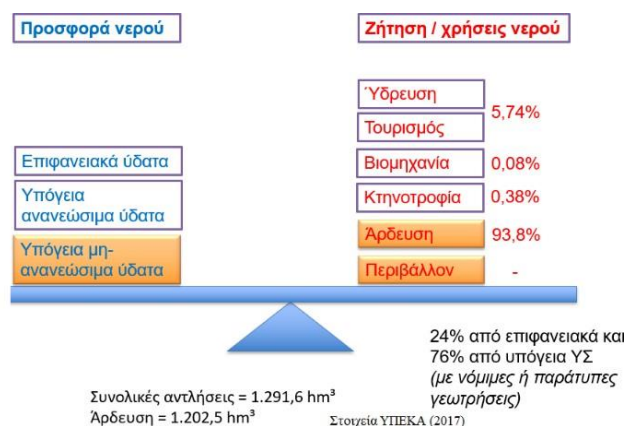 Προσφορά νερού
Ζήτηση / χρήσεις νερού
Ύδρευση
5,74%
Τουρισμός
Επιφανειακά ύδατα
Βιομηχανία
0,08%
Υπόγεια
ανανεώσιμα ύδατα
Κτηνοτροφία
0,38%
Υπόγεια μη-
ανανεώσιμα ύδατα
Άρδευση
93,8%
Περιβάλλον
-
24% από επιφανειακά και
76% από υπόγεια ΥΣ
(με νόμιμες ή παράτυπες
γεωτρήσεις)
Συνολικές αντλήσεις = 1.291,6 hm³
Άρδευση = 1.202,5 hm³
Στοιχεία ΥΠΕΚΑ (2017)